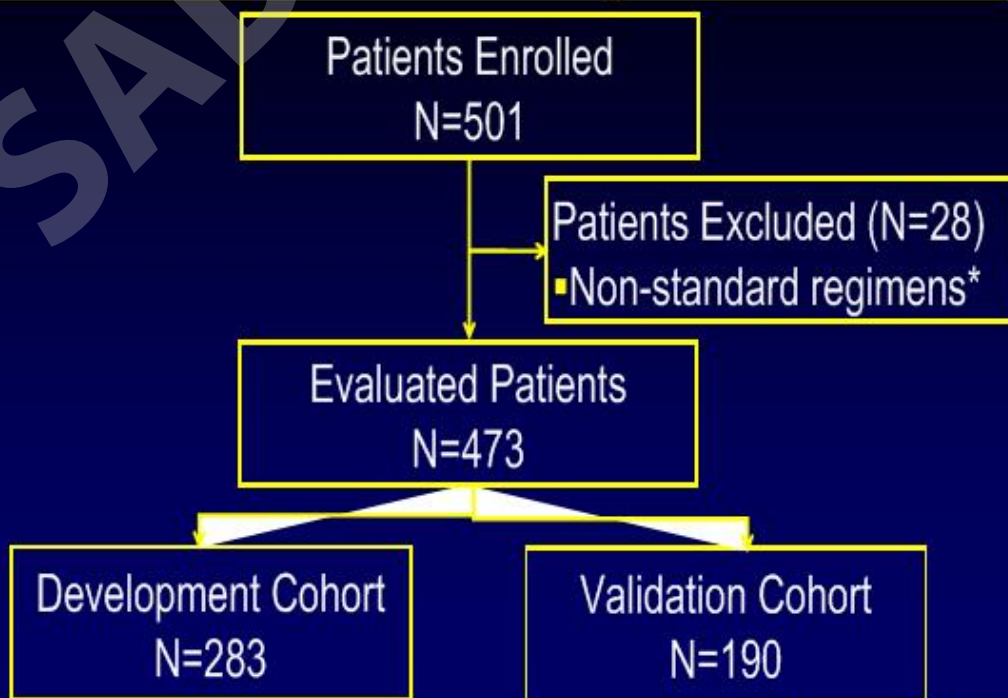 Patients Enrolled
N=501
Patients Excluded (N=28)
▪Non-standard regimens*
Evaluated Patients
N=473
Development Cohort
N=283
Validation Cohort
N=190